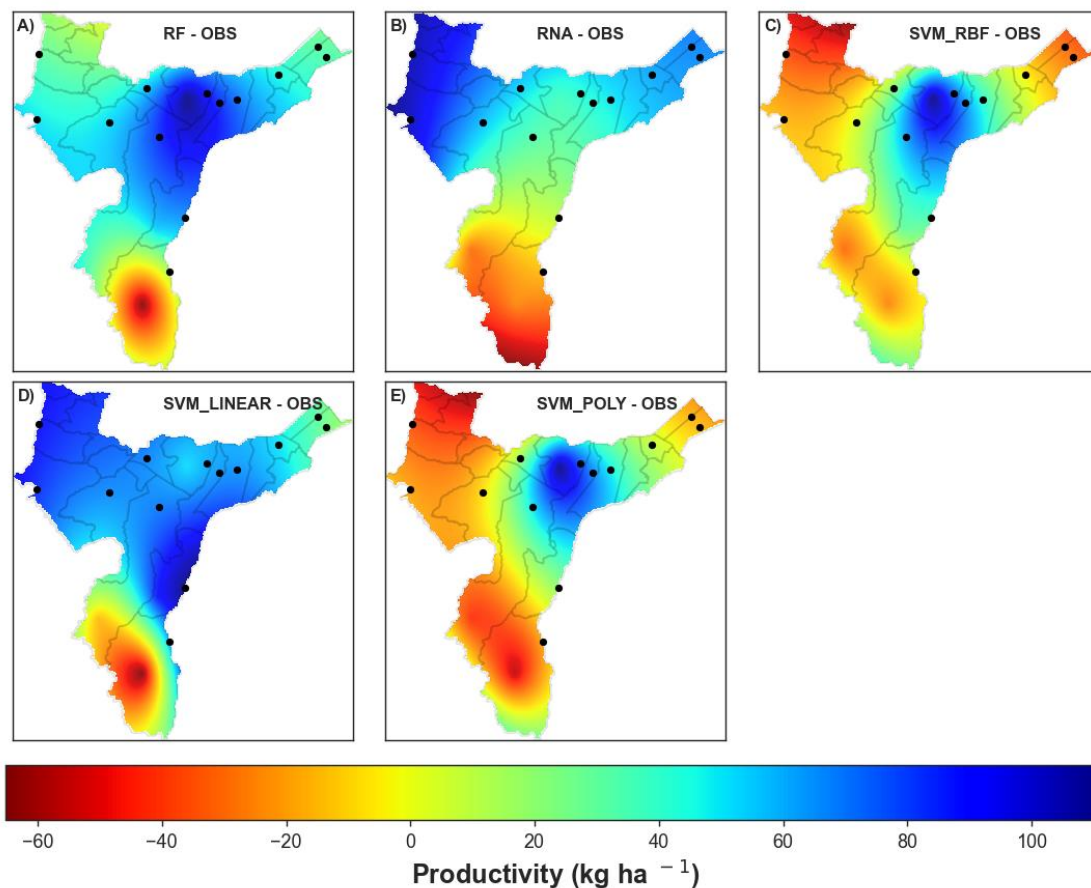 A) RF - OBS
B) RNA - OBS
C) SVM_RBF - OBS
D) SVM_LINEAR - OBS
E) SVM_POLY - OBS
−60 −40 −20 0 20 40 60 80 100
Productivity (kg ha ⁻¹)